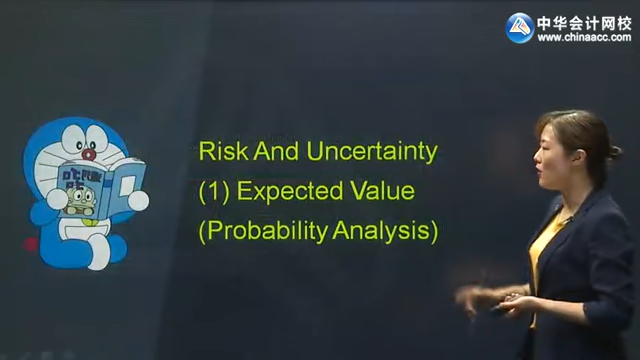 中华会计网校
www.chinaacc.com
Risk And Uncertainty
(1) Expected Value
(Probability Analysis)